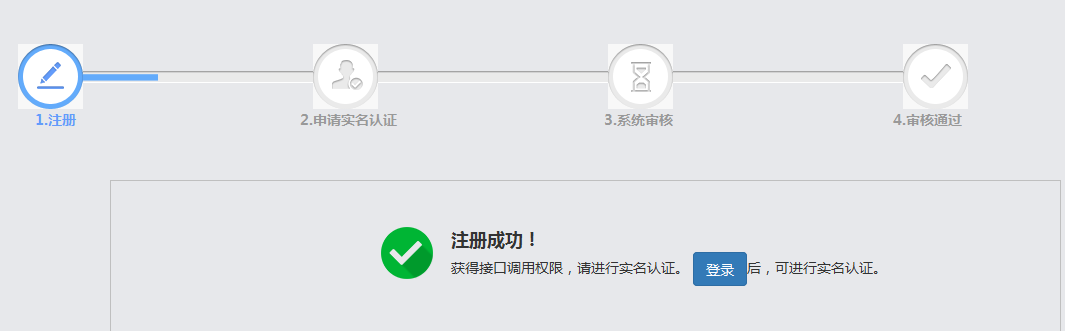 1.注册
2.申请实名认证
3.系统审核
4.审核通过
注册成功！
获得接口调用权限，请进行实名认证。 登录 后，可进行实名认证。